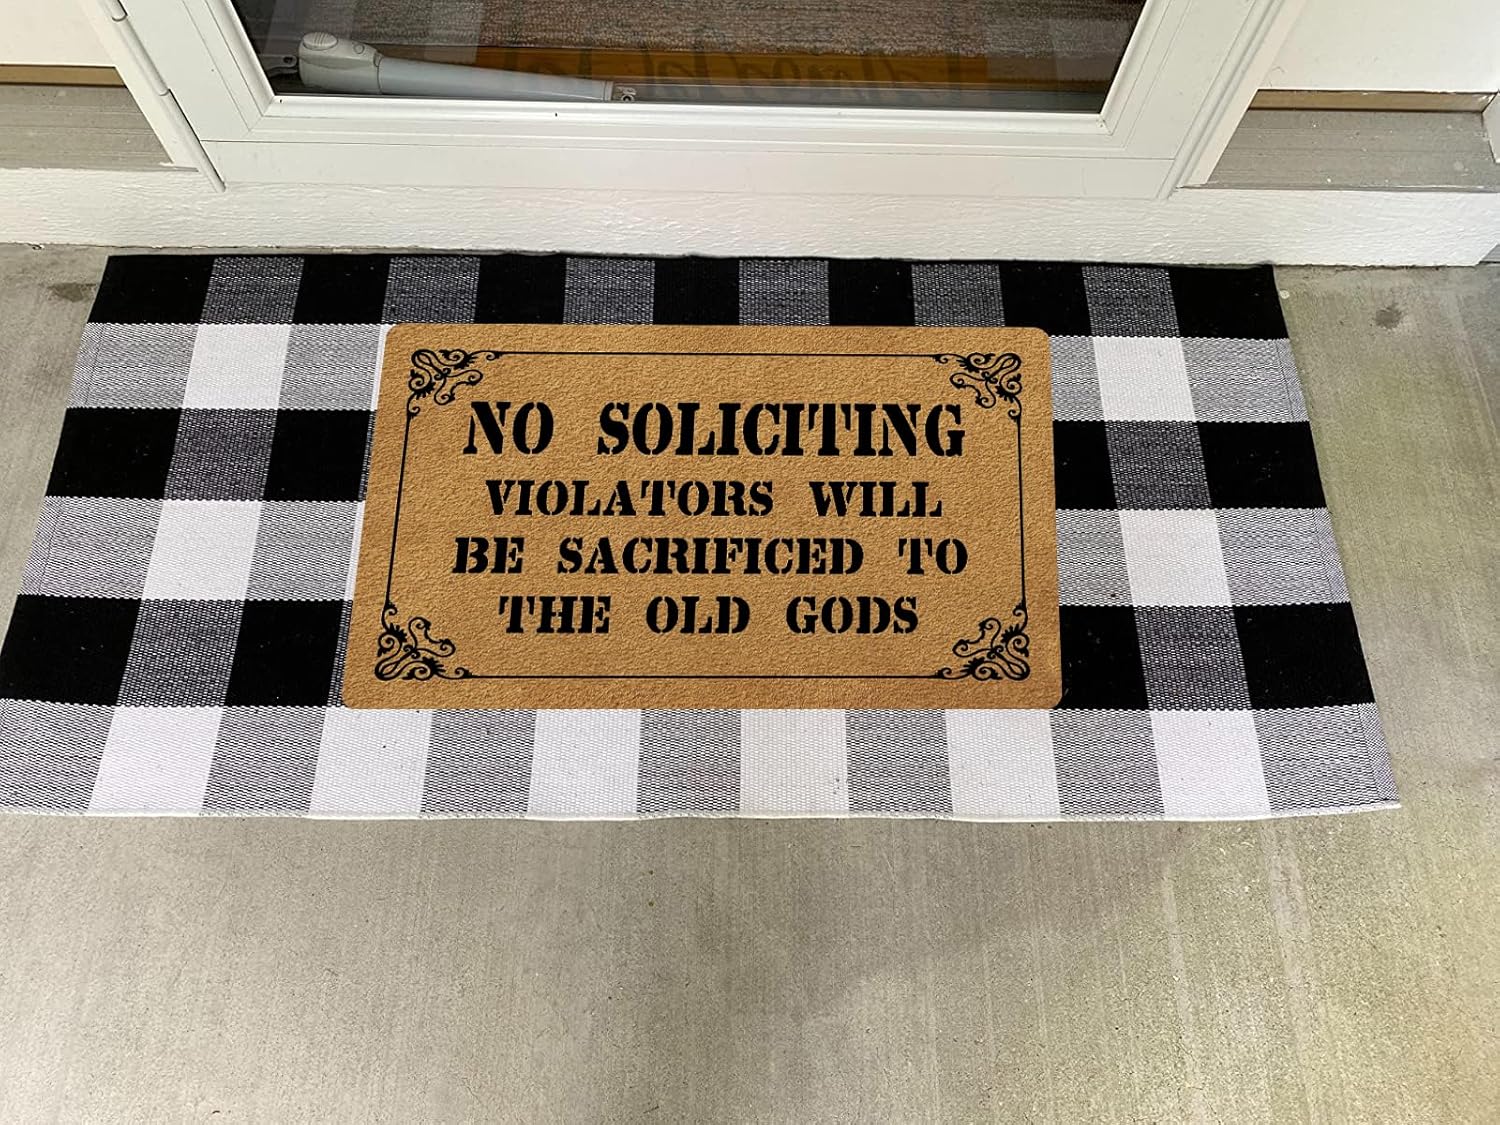 NO SOLICITING
VIOLATORS WILL
BE SACRIFICED TO
THE OLD GODS